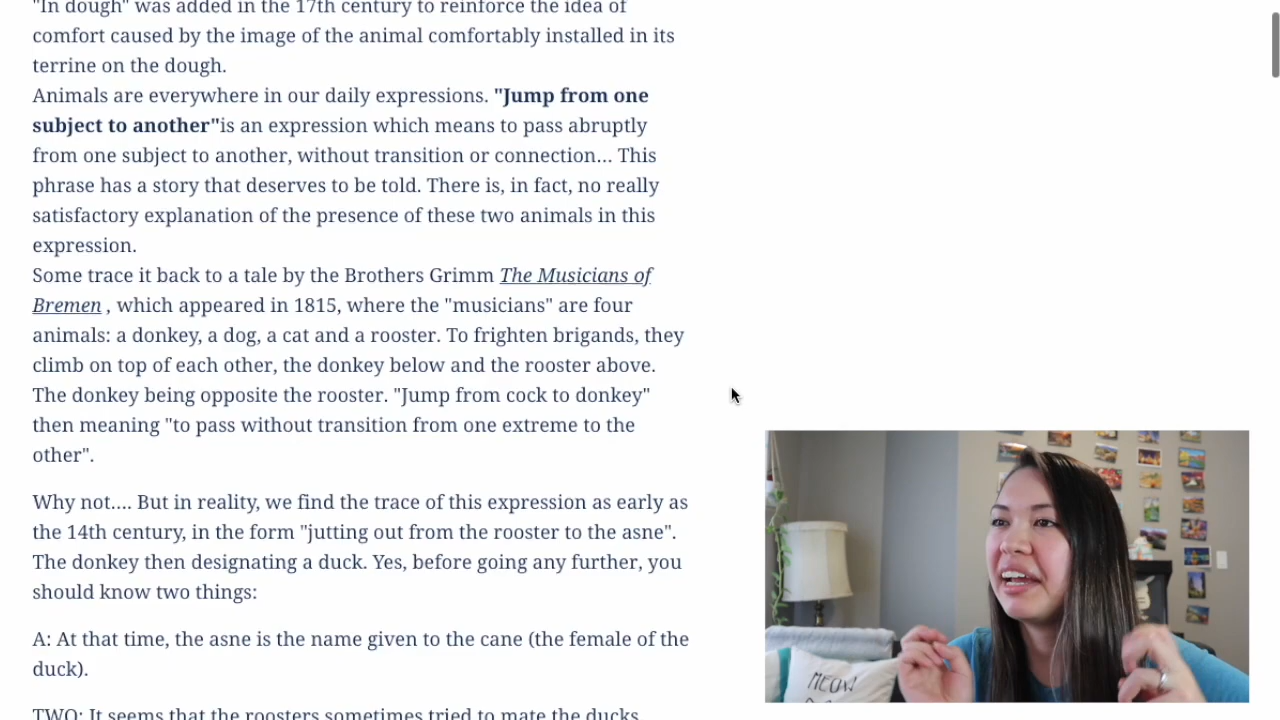 "In dough" was added in the 17th century to reinforce the idea of
comfort caused by the image of the animal comfortably installed in its
terrine on the dough.
Animals are everywhere in our daily expressions. "Jump from one
subject to another"is an expression which means to pass abruptly
from one subject to another, without transition or connection... This
phrase has a story that deserves to be told. There is, in fact, no really
satisfactory explanation of the presence of these two animals in this
expression.
Some trace it back to a tale by the Brothers Grimm The Musicians of
Bremen , which appeared in 1815, where the "musicians" are four
animals: a donkey, a dog, a cat and a rooster. To frighten brigands, they
climb on top of each other, the donkey below and the rooster above.
The donkey being opposite the rooster. "Jump from cock to donkey"
then meaning "to pass without transition from one extreme to the
other".
Why not.... But in reality, we find the trace of this expression as early as
the 14th century, in the form "jutting out from the rooster to the asne".
The donkey then designating a duck. Yes, before going any further, you
should know two things:
A: At that time, the asne is the name given to the cane (the female of the
duck).
TWO: It seems that the roosters sometimes tried to mate the ducks
MEOW